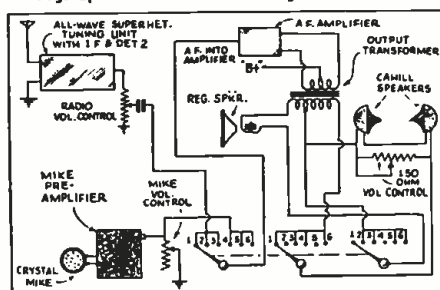 ALL-WAVE SUPERHET.
TUNING UNIT
WITH I F & DET 2
A.F. AMPLIFIER
A.F. INTO
AMPLIFIER
"B+"
OUTPUT
TRANSFORMER
CAHILL
SPEAKERS
REG. SPKR.
RADIO
VOL. CONTROL
150
OHM
VOL CONTROL
MIKE
PRE-
AMPLIFIER
MIKE
VOL.
CONTROL
CRYSTAL
MIKE
1 2 3 4 5 6
1 2 3 4 5 6
1 2 3 4 5 6